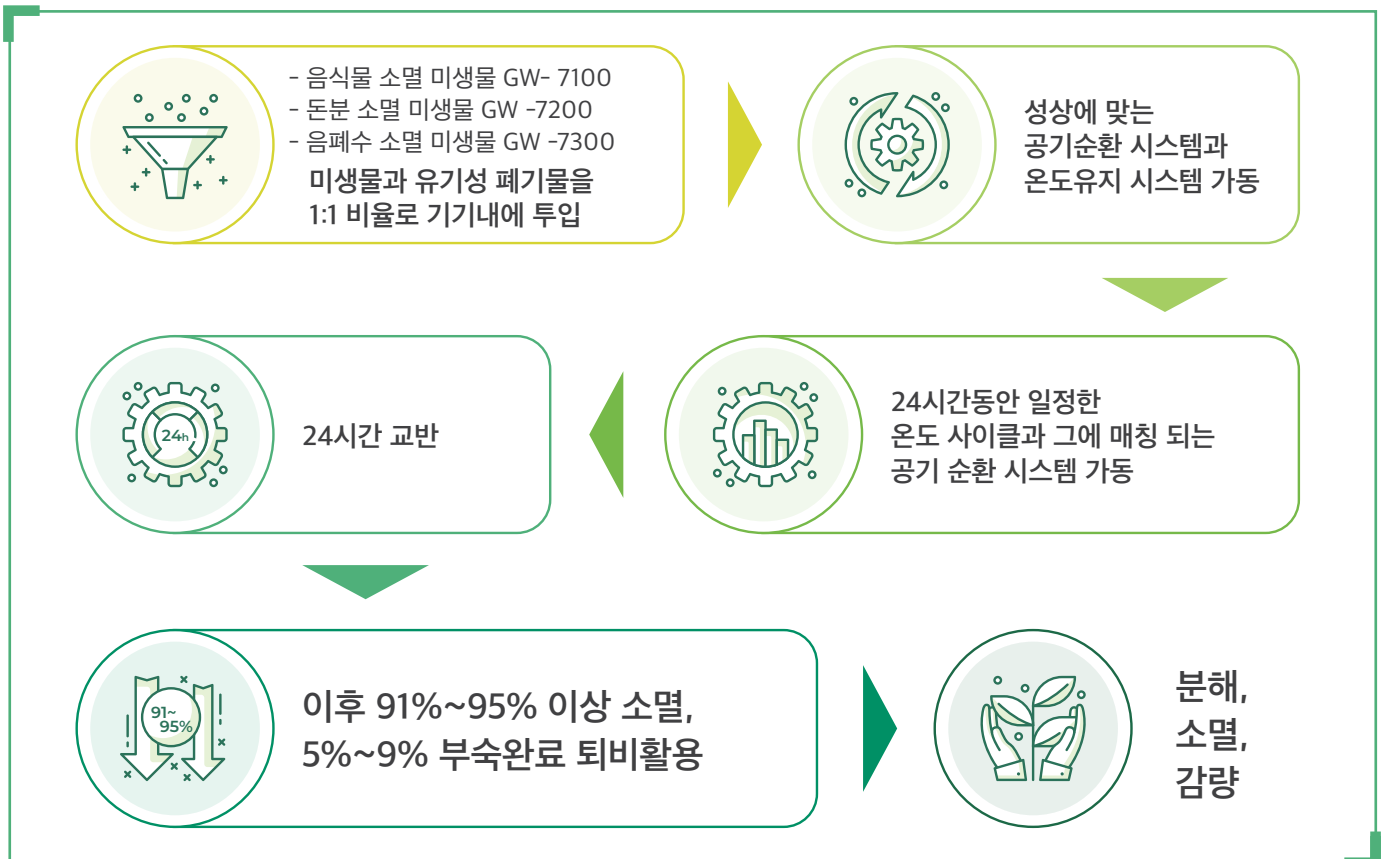 - 음식물 소멸 미생물 GW- 7100
- 돈분 소멸 미생물 GW -7200
- 음폐수 소멸 미생물 GW -7300
미생물과 유기성 폐기물을
1:1 비율로 기기내에 투입
성상에 맞는
공기순환 시스템과
온도유지 시스템 가동
24시간동안 일정한
온도 사이클과 그에 매칭 되는
공기 순환 시스템 가동
24h
24시간 교반
91~
95%
이후 91%~95% 이상 소멸,
5%~9% 부숙완료 퇴비활용
분해,
소멸,
감량